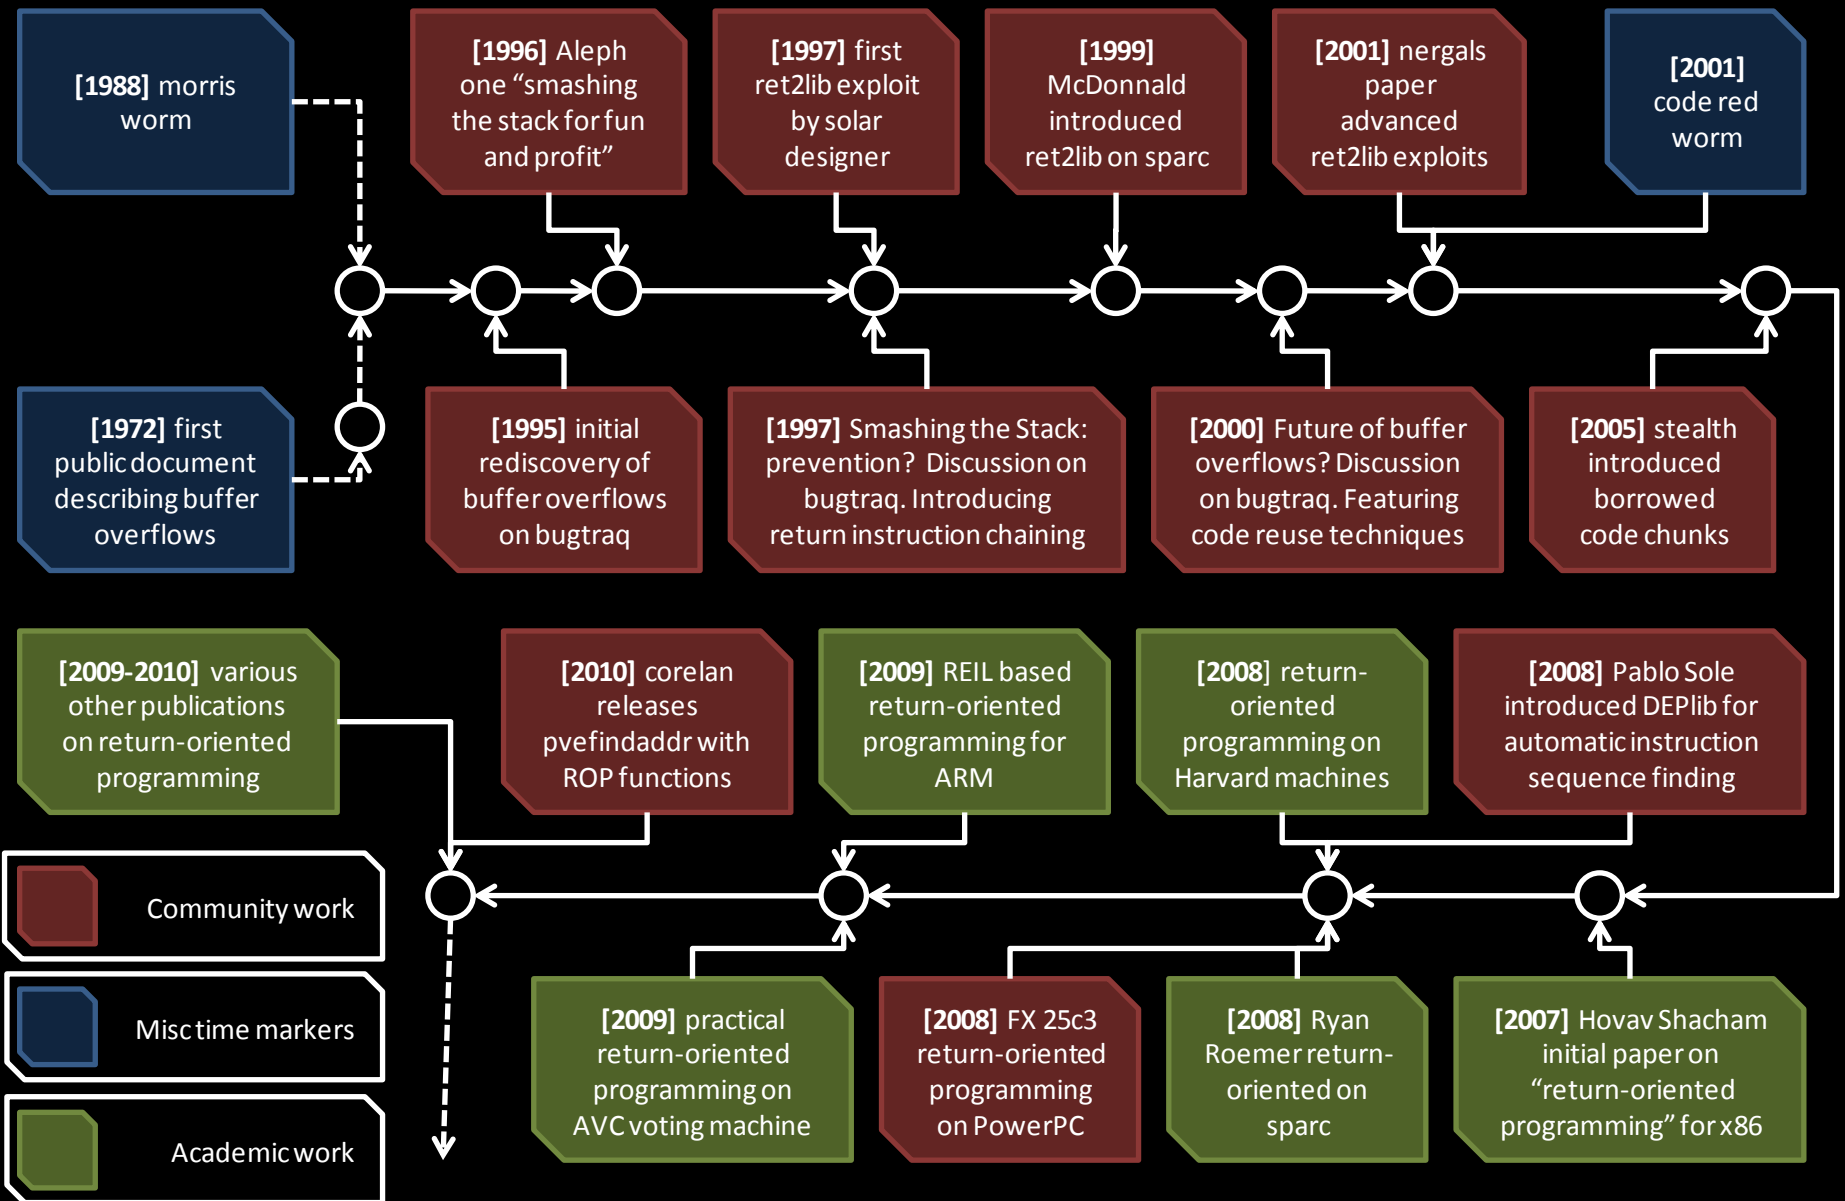 [1988] morris
worm
[1996] Aleph
one “smashing
the stack for fun
and profit”
[1997] first
ret2lib exploit
by solar
designer
[1999]
McDonnald
introduced
ret2lib on sparc
[2001] nergals
paper
advanced
ret2lib exploits
[2001]
code red
worm
[1972] first
public document
describing buffer
overflows
[1995] initial
rediscovery of
buffer overflows
on bugtraq
[1997] Smashing the Stack:
prevention? Discussion on
bugtraq. Introducing
return instruction chaining
[2000] Future of buffer
overflows? Discussion
on bugtraq. Featuring
code reuse techniques
[2005] stealth
introduced
borrowed
code chunks
[2009-2010] various
other publications
on return-oriented
programming
[2010] corelan
releases
pvefindaddr with
ROP functions
[2009] REIL based
return-oriented
programming for
ARM
[2008] return-
oriented
programming on
Harvard machines
[2008] Pablo Sole
introduced DEPlib for
automatic instruction
sequence finding
Community work
Misc time markers
Academic work
[2009] practical
return-oriented
programming on
AVC voting machine
[2008] FX 25c3
return-oriented
programming
on PowerPC
[2008] Ryan
Roemer return-
oriented on
sparc
[2007] Hovav Shacham
initial paper on
“return-oriented
programming” for x86